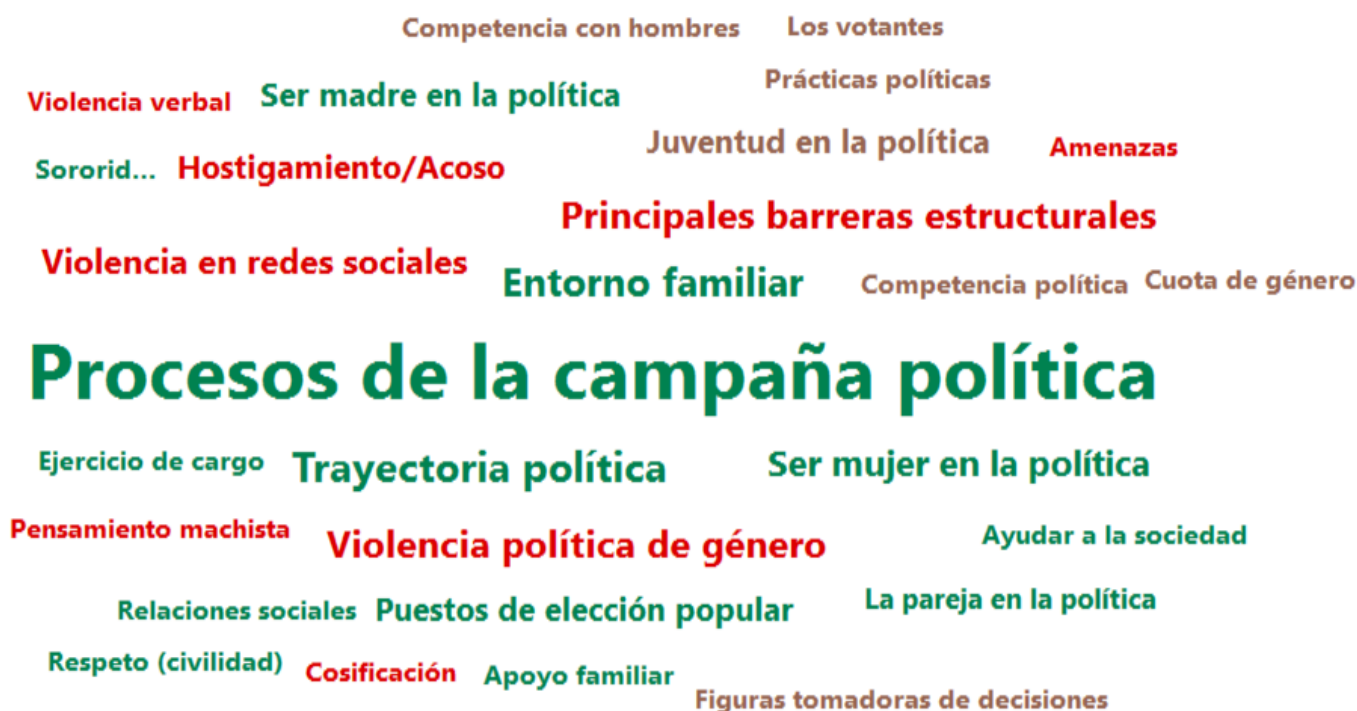 Competencia con hombres Los votantes
Prácticas políticas
Violencia verbal Ser madre en la política
Juventud en la política Amenazas
Sororid... Hostigamiento/Acoso
Principales barreras estructurales
Violencia en redes sociales
Entorno familiar Competencia política Cuota de género
Procesos de la campaña política
Ejercicio de cargo Trayectoria política Ser mujer en la política
Pensamiento machista Violencia política de género Ayudar a la sociedad
Relaciones sociales Puestos de elección popular La pareja en la política
Respeto (civilidad) Cosificación Apoyo familiar
Figuras tomadoras de decisiones